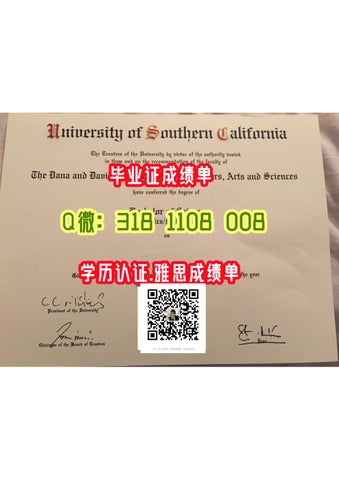 University of Southern California
The Trustees of the University by virtue of the authority vested
in them and on the recommendation of the faculty of
The Dana and David Arts and Sciences
毕业证成绩单
have conferred the degree of
Bachelor of
Q微: 318 1108 008
on
学历认证:雅思成绩单
the year
President of the University
Chairman of the Board of Trustees
Dean